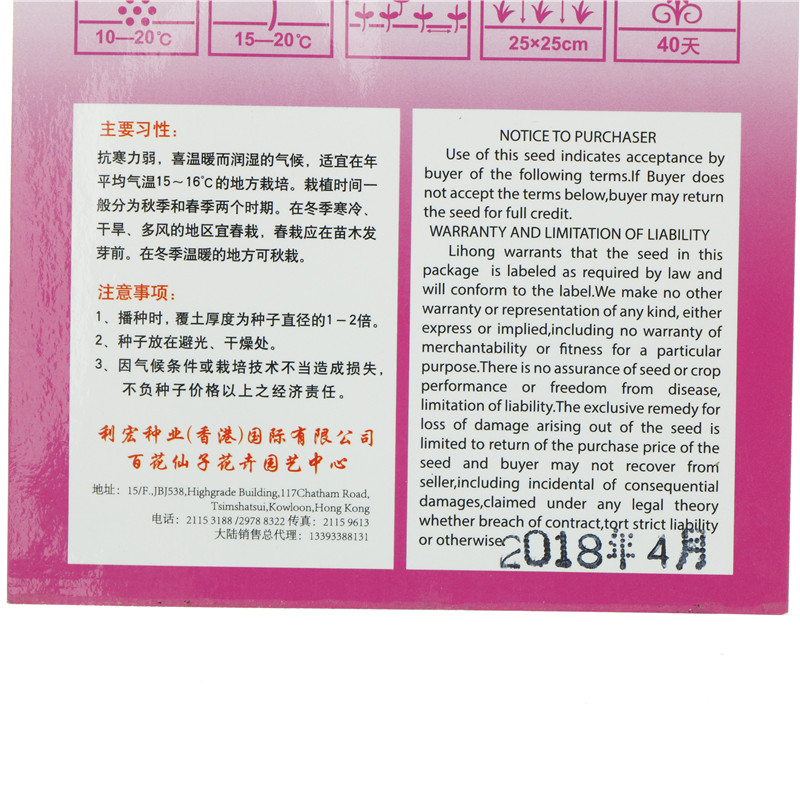 10—20℃
15—20℃
25×25cm
40天
主要习性：
抗寒力弱，喜温暖而润湿的气候，适宜在年
平均气温15～16℃的地方栽培。栽植时间一
般分为秋季和春季两个时期。在冬季寒冷、
干旱、多风的地区宜春栽，春栽应在苗木发
芽前。在冬季温暖的地方可秋栽。
注意事项：
1、播种时，覆土厚度为种子直径的1－2倍。
2、种子放在避光、干燥处。
3、因气候条件或栽培技术不当造成损失，
不负种子价格以上之经济责任。
利宏种业(香港)国际有限公司
百花仙子花卉园艺中心
地址：15/F.,JBJ538,Highgrade Building,117Chatham Road,
Tsimshatsui,Kowloon,Hong Kong
电话：2115 3188 /2978 8322 传真：2115 9613
大陆销售总代理：13393388131
NOTICE TO PURCHASER
Use of this seed indicates acceptance by
buyer of the following terms.If Buyer does
not accept the terms below,buyer may return
the seed for full credit.
WARRANTY AND LIMITATION OF LIABILITY
Lihong warrants that the seed in this
package is labeled as required by law and
will conform to the label.We make no other
warranty or representation of any kind, either
express or implied,including no warranty of
merchantability or fitness for a particular
purpose.There is no assurance of seed or crop
performance or freedom from disease,
limitation of liability.The exclusive remedy for
loss of damage arising out of the seed is
limited to return of the purchase price of the
seed and buyer may not recover from
seller,including incidental of consequential
damages,claimed under any legal theory
whether breach of contract,tort strict liability
or otherwise.
2018年4月